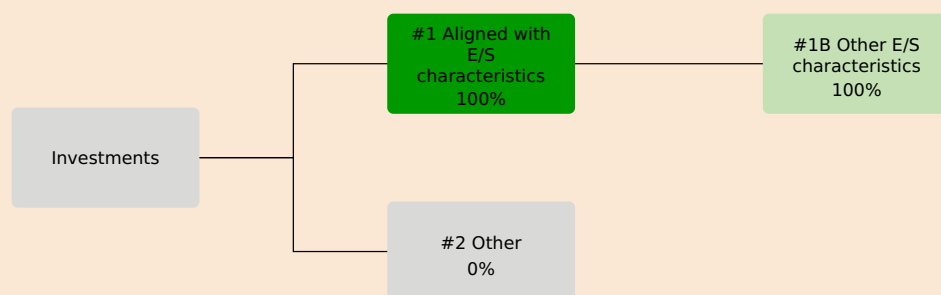 #1 Aligned with
E/S
characteristics
100%
#1B Other E/S
characteristics
100%
Investments
#2 Other
0%